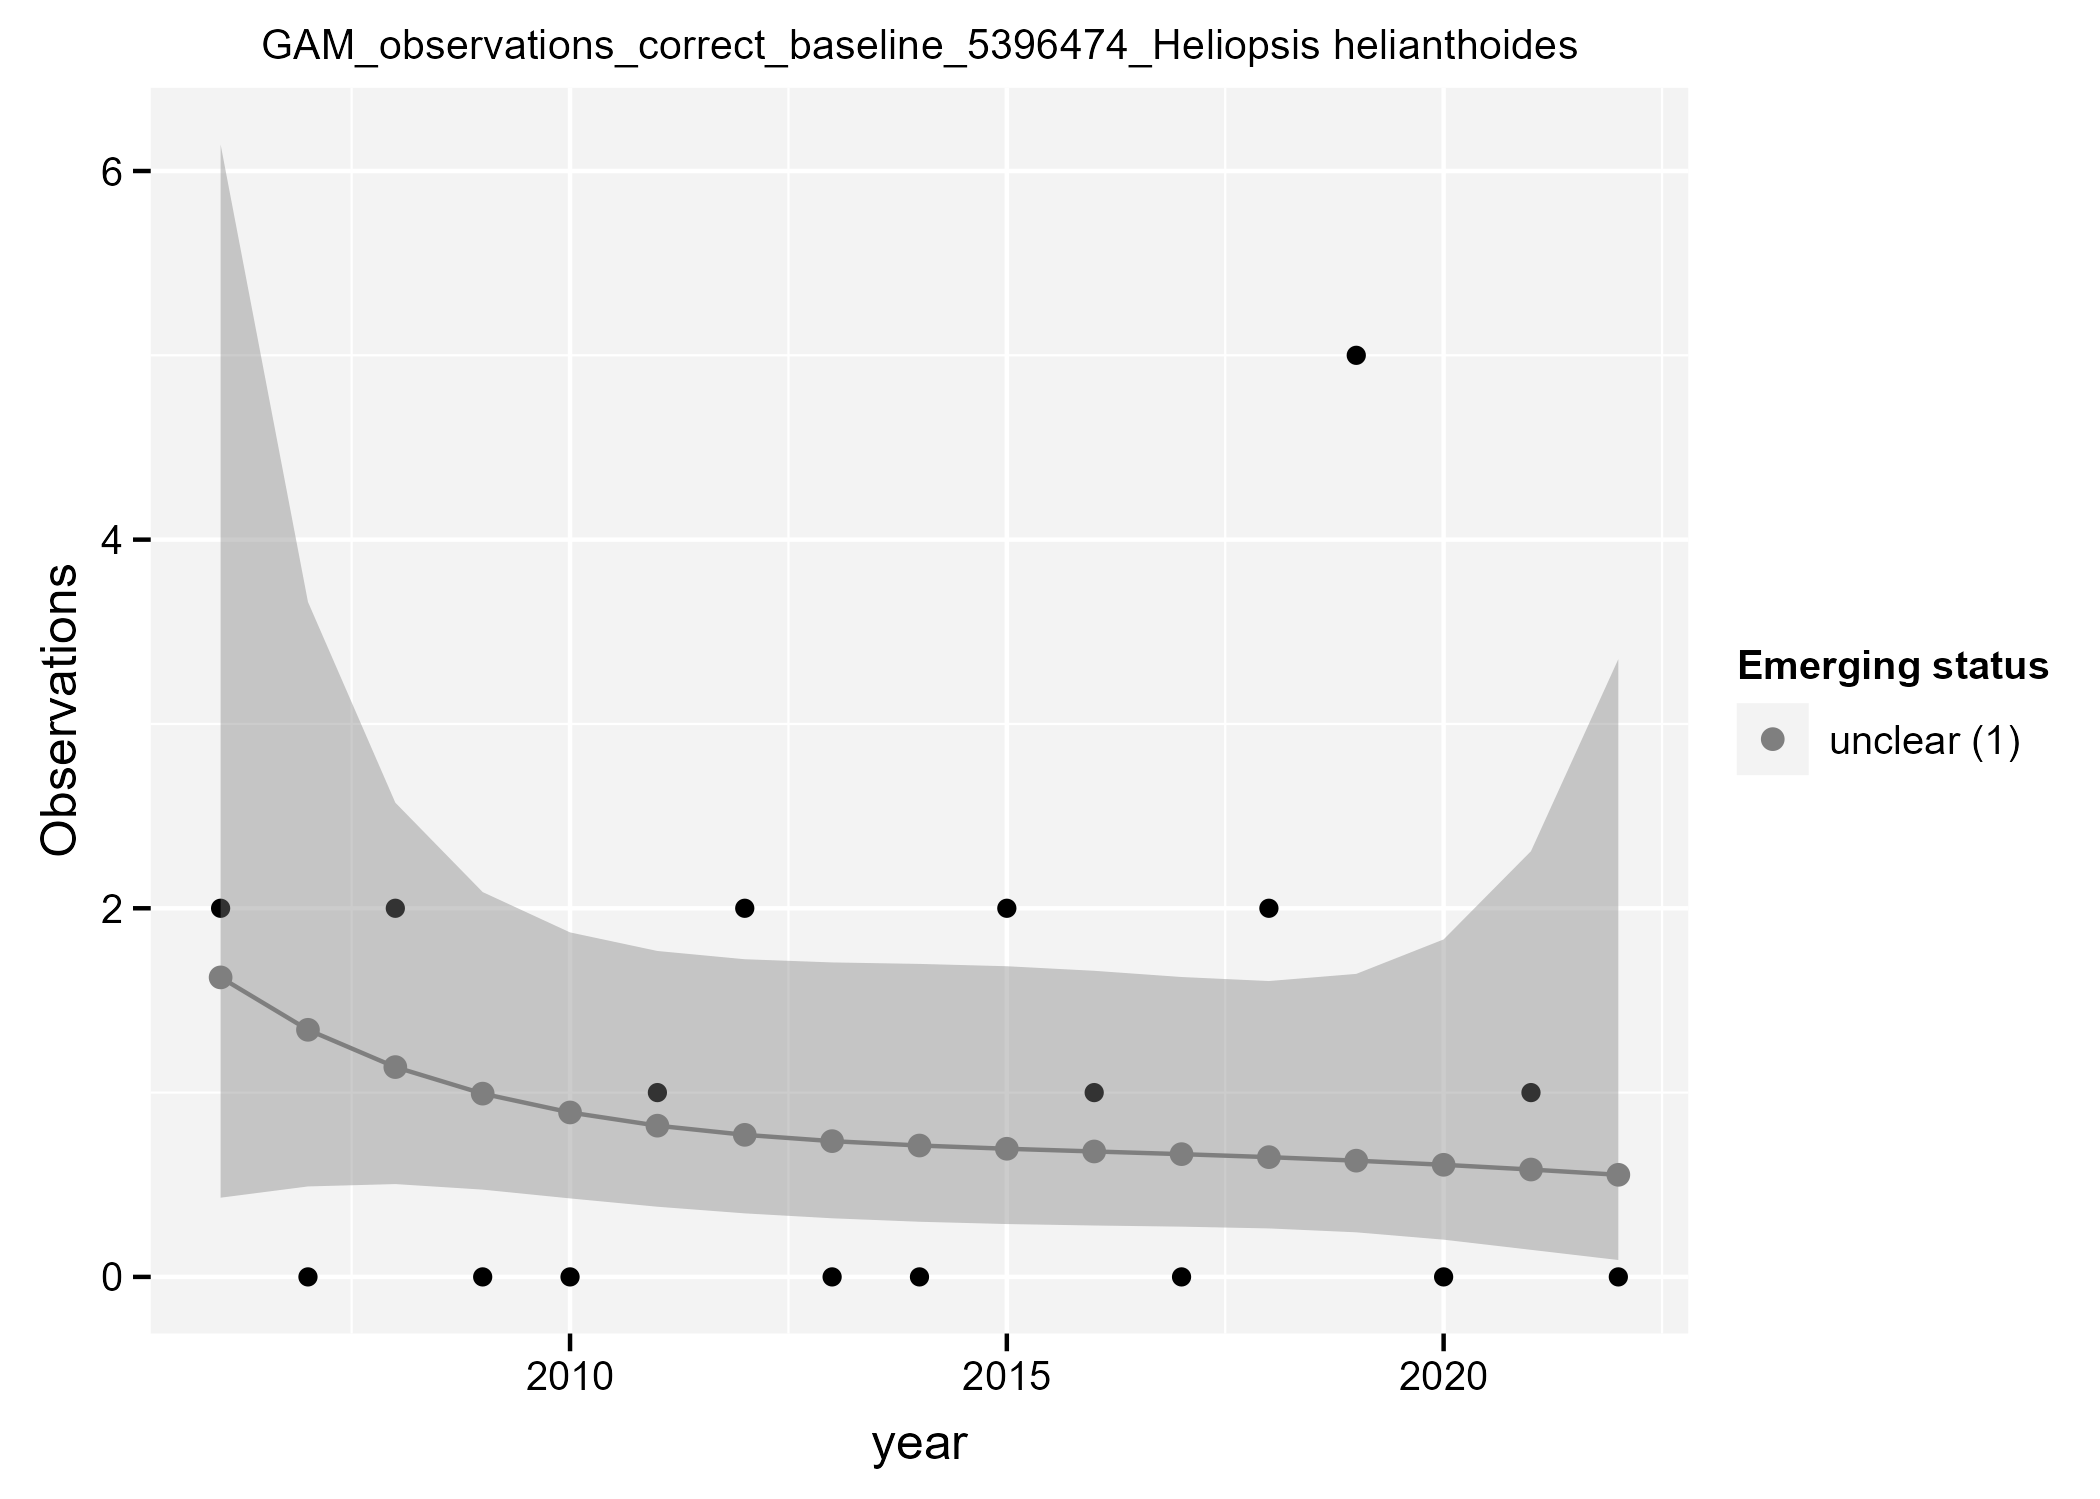 GAM_observations_correct_baseline_5396474_Heliopsis helianthoides
Observations
6
4
2
0
2010
2015
2020
year
Emerging status
unclear (1)